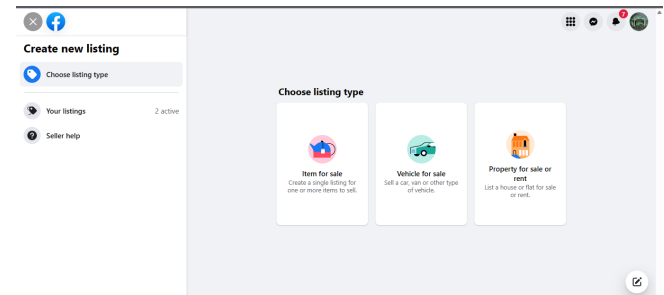 7
Create new listing
Choose listing type
Your listings 2 active
Seller help
Choose listing type
Item for sale
Create a single listing for
one or more items to sell.
Vehicle for sale
Sell a car, van or other type
of vehicle.
Property for sale or
rent
List a house or flat for sale
or rent.